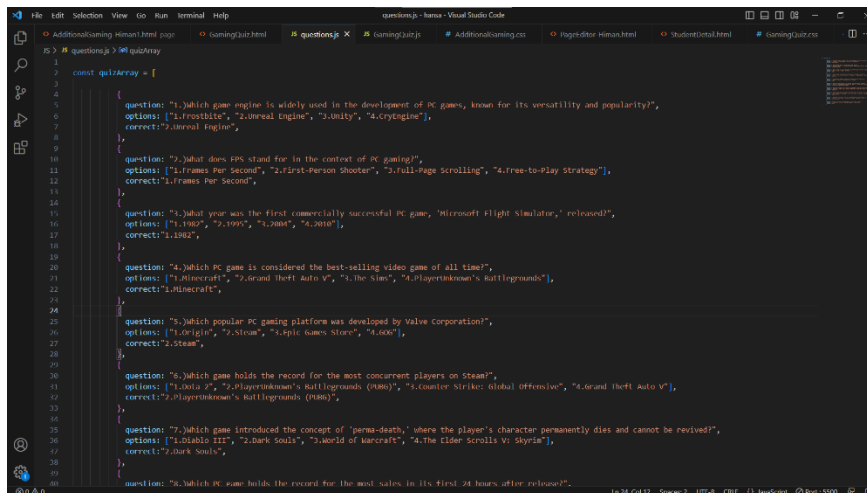 File Edit Selection View Go Run Terminal Help
questions.js - hansa - Visual Studio Code
AdditionalGaming Himan1.html page
GamingQuiz.html
JS questions.js
JS GamingQuiz.js
# AdditionalGaming.css
PageEditor-Himan.html
StudentDetail.html
# GamingQuiz.css
JS > JS questions.js > quizArray
1
2 const quizArray = [
3
4 {
5 question: "1.)Which game engine is widely used in the development of PC games, known for its versatility and popularity?",
6 options: ["1.Frostbite", "2.Unreal Engine", "3.Unity", "4.CryEngine"],
7 correct:"2.Unreal Engine",
8 },
9 {
10 question: "2.)What does FPS stand for in the context of PC gaming?",
11 options: ["1.Frames Per Second", "2.First-Person Shooter", "3.Full-Page Scrolling", "4.Free-to-Play Strategy"],
12 correct:"1.Frames Per Second",
13 },
14 {
15 question: "3.)What year was the first commercially successful PC game, 'Microsoft Flight Simulator,' released?",
16 options: ["1.1982", "2.1995", "3.2004", "4.2010"],
17 correct:"1.1982",
18 },
19 {
20 question: "4.)Which PC game is considered the best-selling video game of all time?",
21 options: ["1.Minecraft", "2.Grand Theft Auto V", "3.The Sims", "4.PlayerUnknown's Battlegrounds"],
22 correct:"1.Minecraft",
23 },
24 {
25 question: "5.)Which popular PC gaming platform was developed by Valve Corporation?",
26 options: ["1.Origin", "2.Steam", "3.Epic Games Store", "4.GOG"],
27 correct:"2.Steam",
28 },
29 {
30 question: "6.)Which game holds the record for the most concurrent players on Steam?",
31 options: ["1.Dota 2", "2.PlayerUnknown's Battlegrounds (PUBG)", "3.Counter Strike: Global Offensive", "4.Grand Theft Auto V"],
32 correct:"2.PlayerUnknown's Battlegrounds (PUBG)",
33 },
34 {
35 question: "7.)Which game introduced the concept of 'perma-death,' where the player's character permanently dies and cannot be revived?",
36 options: ["1.Diablo III", "2.Dark Souls", "3.World of Warcraft", "4.The Elder Scrolls V: Skyrim"],
37 correct:"2.Dark Souls",
38 },
39 {
40 question: "8.)Which PC game holds the record for the most sales in its first 24 hours after release?",
0 0 Ln 24, Col 12 Spaces: 2 UTF-8 CRLF {} JavaScript Port : 5500